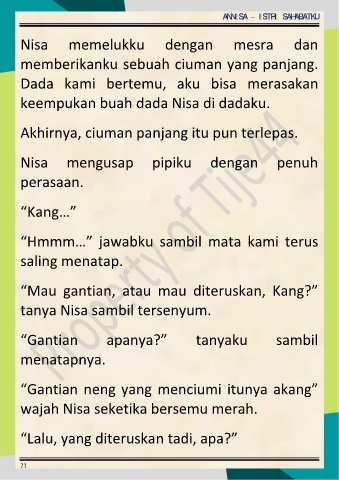 ANNISA – ISTRI SAHABATKU
Nisa memelukku dengan mesra dan
memberikanku sebuah ciuman yang panjang.
Dada kami bertemu, aku bisa merasakan
keempukan buah dada Nisa di dadaku.
Akhirnya, ciuman panjang itu pun terlepas.
Nisa mengusap pipiku dengan penuh
perasaan.
“Kang…”
“Hmmm…” jawabku sambil mata kami terus
saling menatap.
“Mau gantian, atau mau diteruskan, Kang?”
tanya Nisa sambil tersenyum.
“Gantian apanya?” tanyaku sambil
menatapnya.
“Gantian neng yang menciumi itunya akang”
wajah Nisa seketika bersemu merah.
“Lalu, yang diteruskan tadi, apa?”
21
Property of Tije44